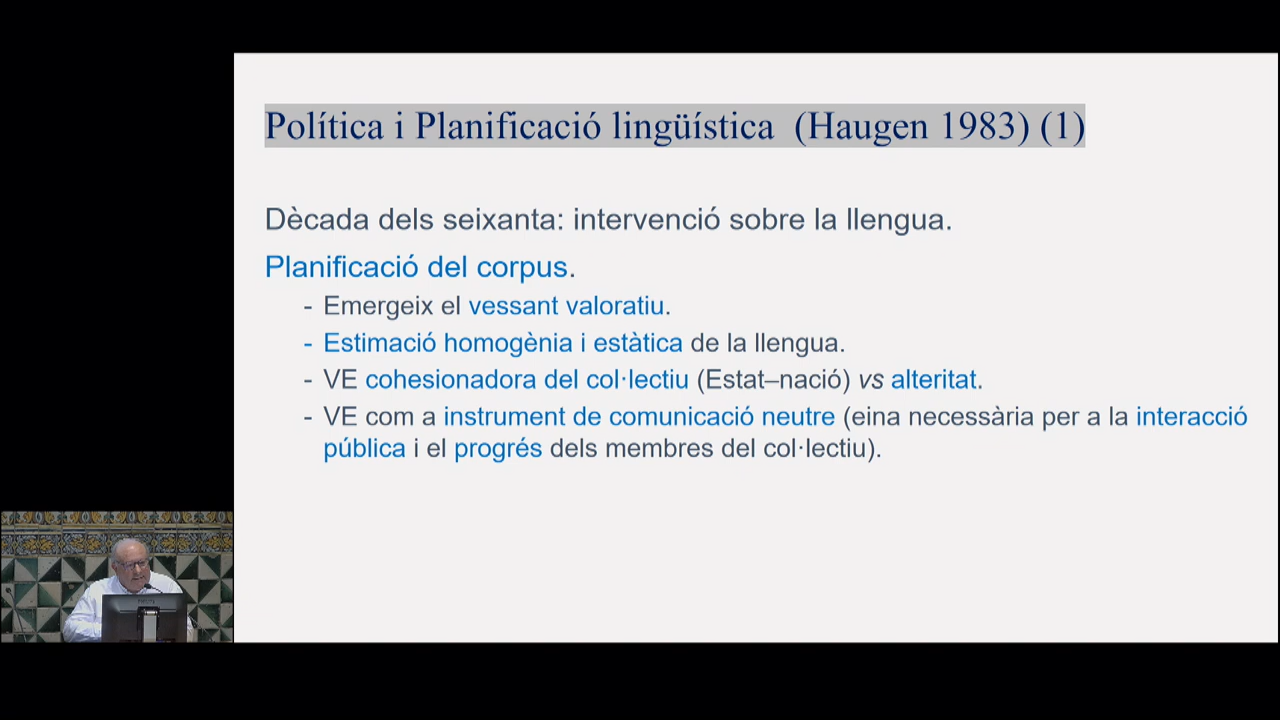 Política i Planificació lingüística (Haugen 1983) (1)
Dècada dels seixanta: intervenció sobre la llengua.
Planificació del corpus.
- Emergeix el vessant valoratiu.
- Estimació homogènia i estàtica de la llengua.
- VE cohesionadora del col·lectiu (Estat–nació) vs alteritat.
- VE com a instrument de comunicació neutre (eina necessària per a la interacció
pública i el progrés dels membres del col·lectiu).